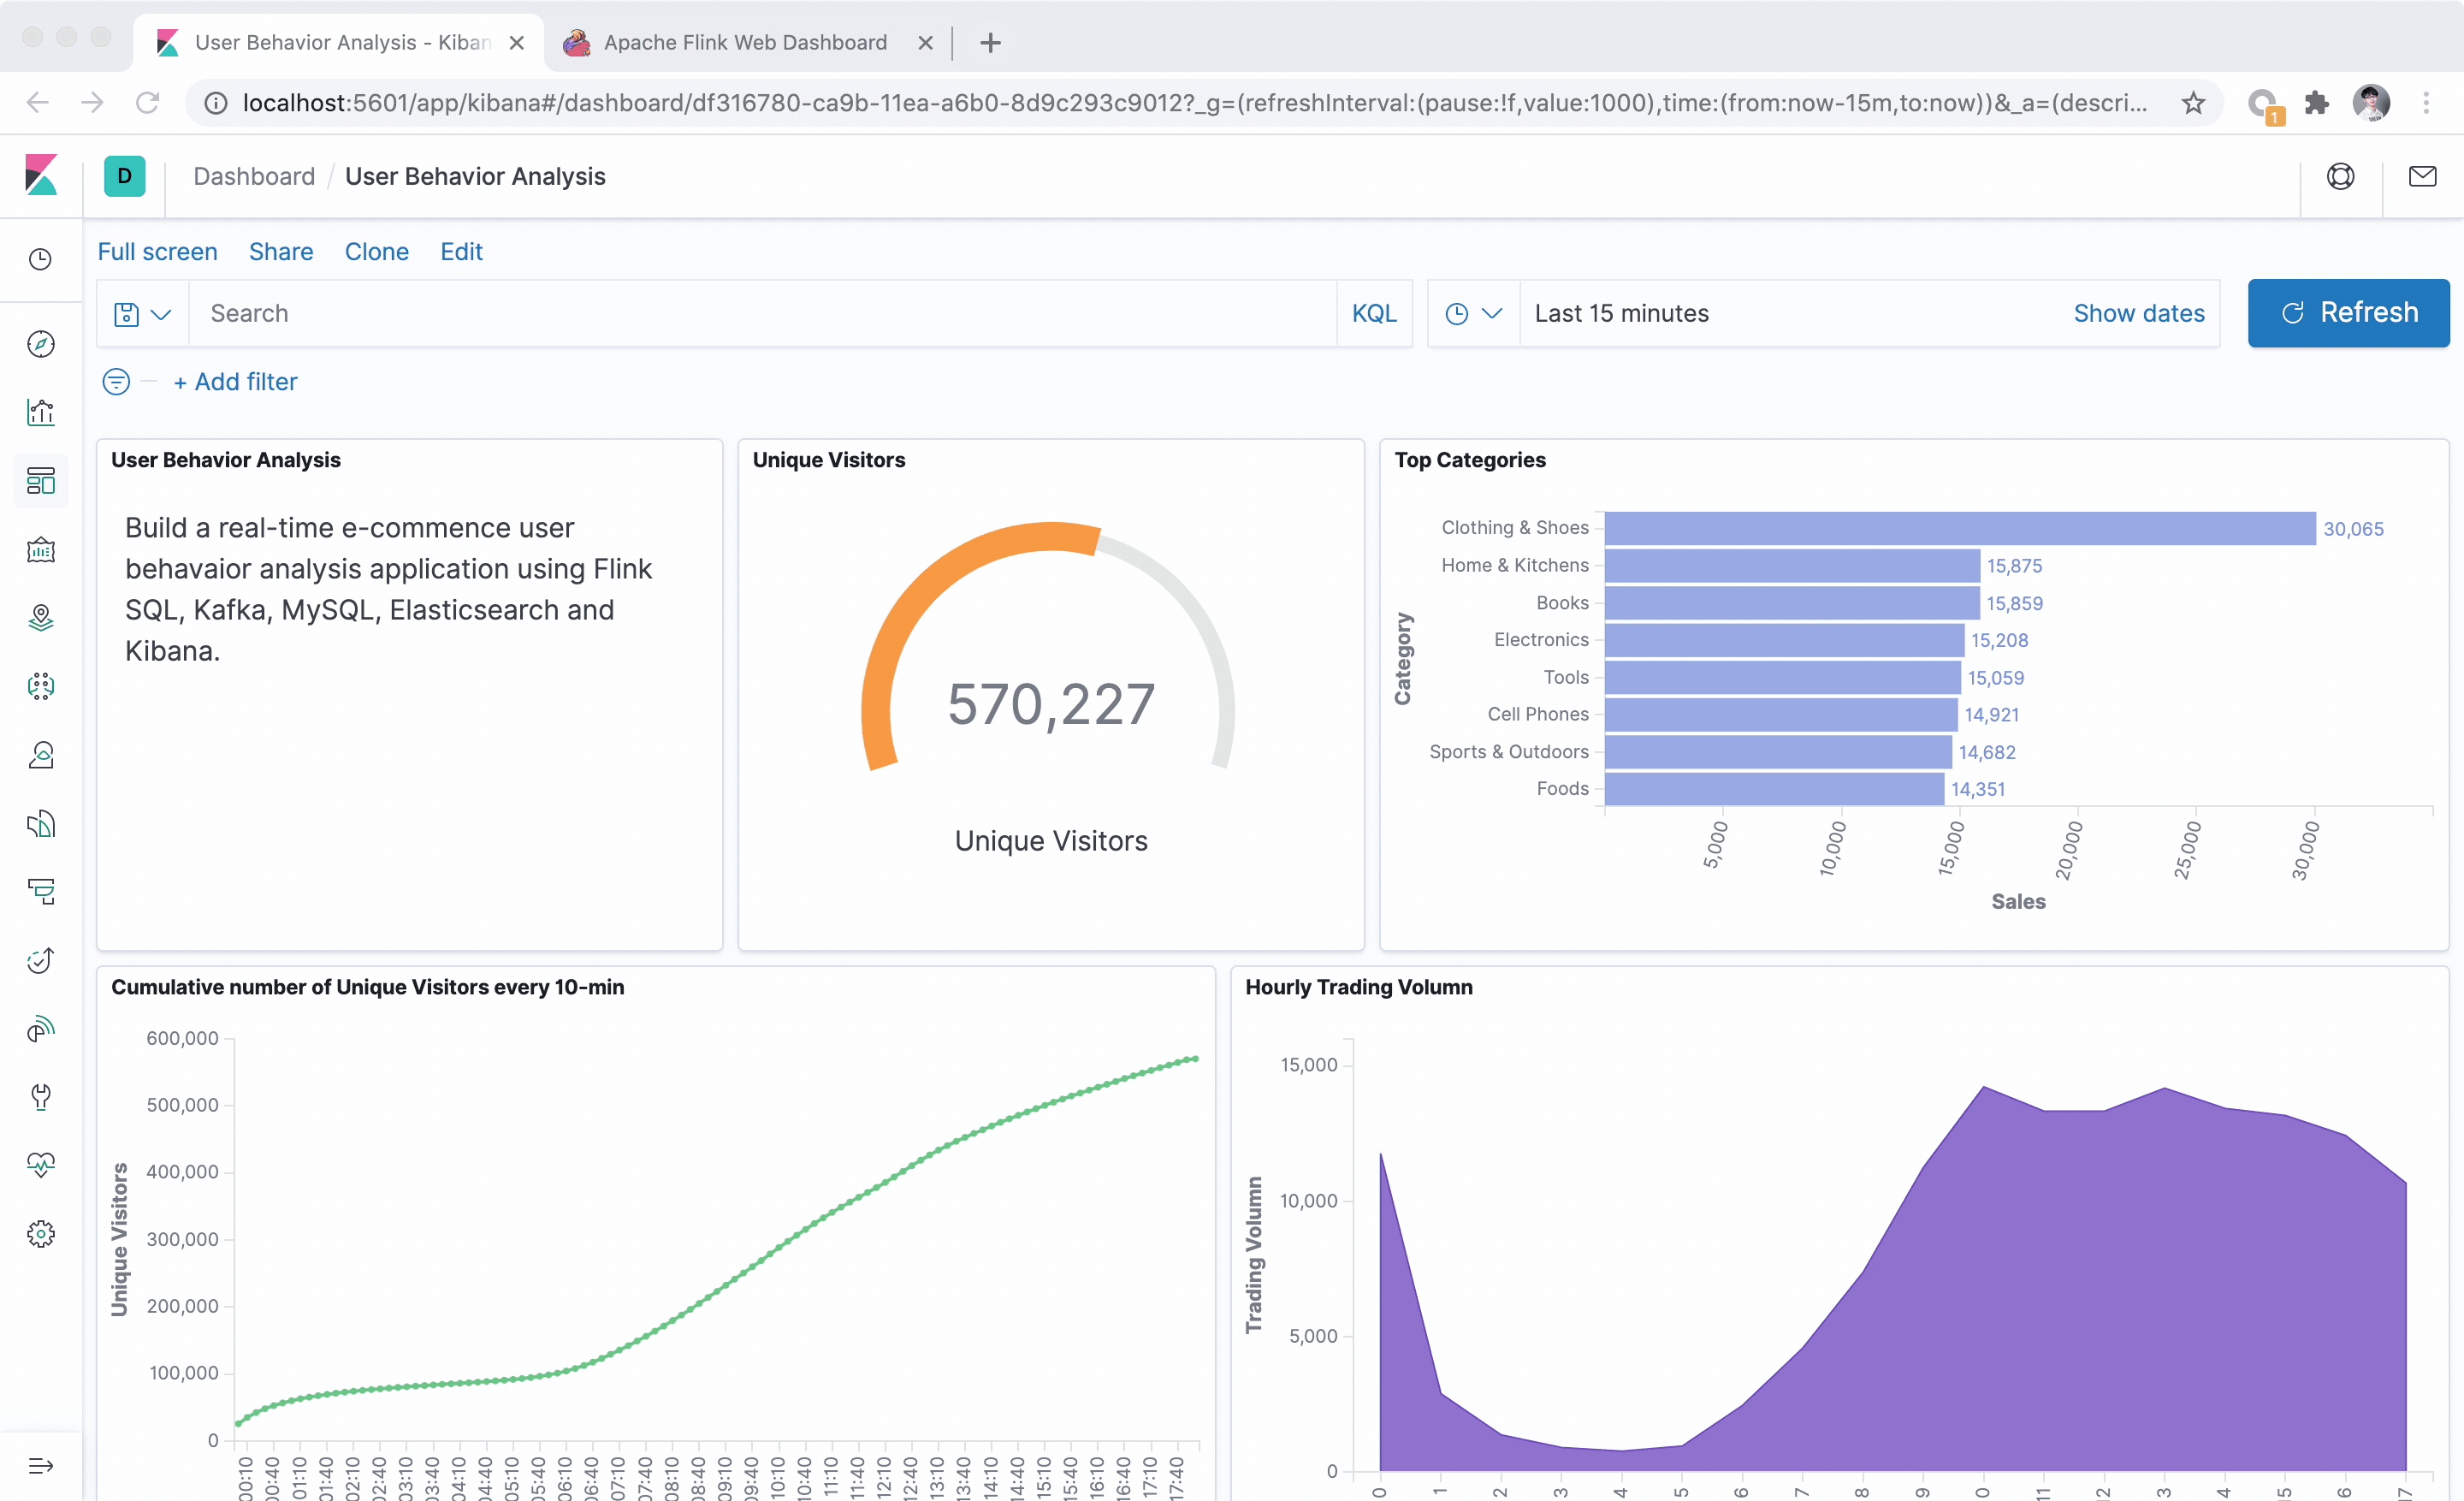 User Behavior Analysis - Kiban
Apache Flink Web Dashboard
localhost:5601/app/kibana#/dashboard/df316780-ca9b-11ea-a6b0-8d9c293c9012?_g=(refreshInterval:(pause:!f,value:1000),time:(from:now-15m,to:now))&_a=(descri...
1
D
Dashboard / User Behavior Analysis
Full screen Share Clone Edit
Search
KQL
Last 15 minutes
Show dates
Refresh
+ Add filter
User Behavior Analysis
Build a real-time e-commence user
behavaior analysis application using Flink
SQL, Kafka, MySQL, Elasticsearch and
Kibana.
Unique Visitors
570,227
Unique Visitors
Top Categories
Category
Clothing & Shoes 30,065
Home & Kitchens 15,875
Books 15,859
Electronics 15,208
Tools 15,059
Cell Phones 14,921
Sports & Outdoors 14,682
Foods 14,351
5,000 10,000 15,000 20,000 25,000 30,000
Sales
Cumulative number of Unique Visitors every 10-min
Unique Visitors
600,000
500,000
400,000
300,000
200,000
100,000
0
00:10 00:40 01:10 01:40 02:10 02:40 03:10 03:40 04:10 04:40 05:10 05:40 06:10 06:40 07:10 07:40 08:10 08:40 09:10 09:40 10:10 10:40 11:10 11:40 12:10 12:40 13:10 13:40 14:10 14:40 15:10 15:40 16:10 16:40 17:10 17:40
Hourly Trading Volumn
Trading Volumn
15,000
10,000
5,000
0
0 1 2 3 4 5 6 7 8 9 0 11 12 3 4 5 6 17